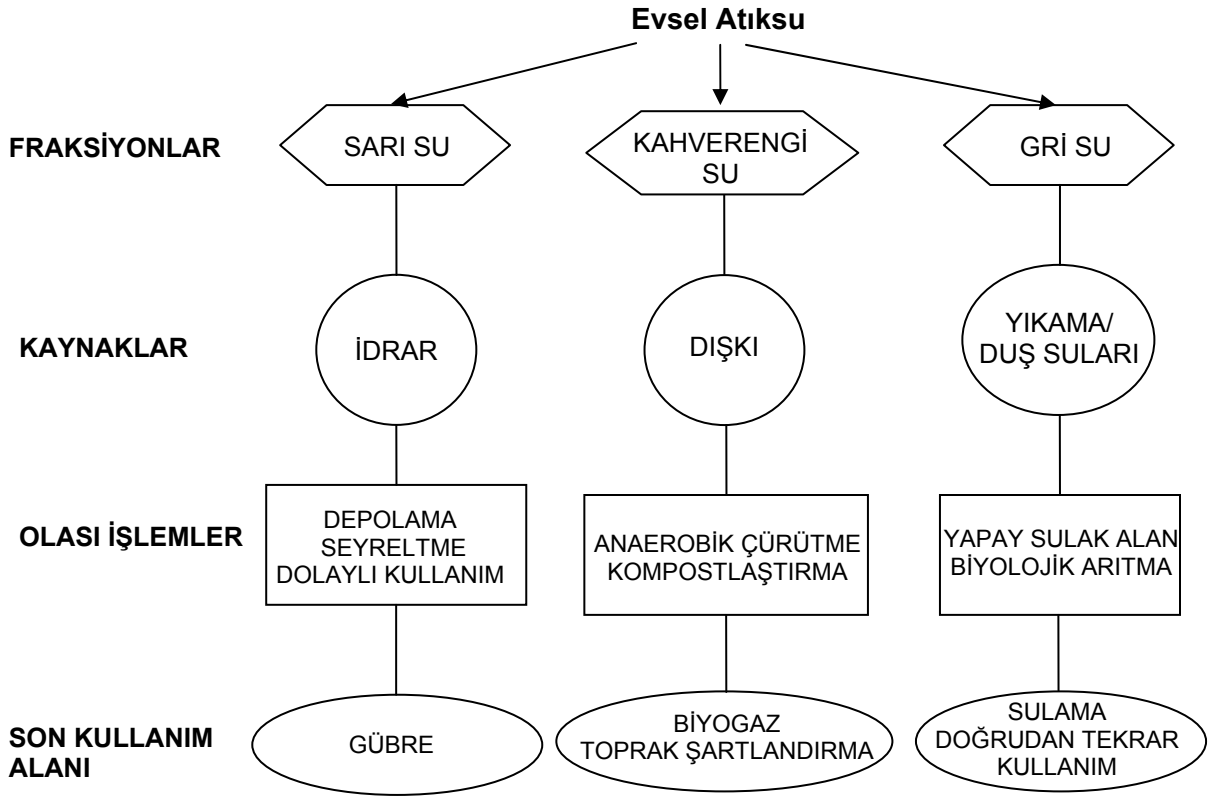 Evsel Atıksu
FRAKSİYONLAR
SARI SU
KAHVERENGİ
SU
GRİ SU
KAYNAKLAR
İDRAR
DIŞKI
YIKAMA/
DUŞ SULARI
OLASI İŞLEMLER
DEPOLAMA
SEYRELTME
DOLAYLI KULLANIM
ANAEROBİK ÇÜRÜTME
KOMPOSTLAŞTIRMA
YAPAY SULAK ALAN
BİYOLOJİK ARITMA
SON KULLANIM
ALANI
GÜBRE
BİYOGAZ
TOPRAK ŞARTLANDIRMA
SULAMA
DOĞRUDAN TEKRAR
KULLANIM